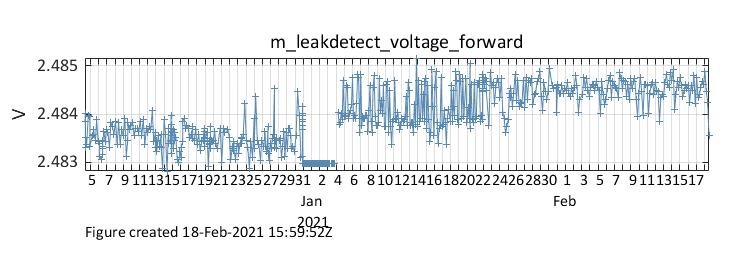 m_leakdetect_voltage_forward
2.485
2.484
2.483
V
5 7 9 11 13 15 17 19 21 23 25 27 29 31 2 4 6 8 10 12 14 16 18 20 22 24 26 28 30 1 3 5 7 9 11 13 15 17
Jan Feb
2021
Figure created 18-Feb-2021 15:59:52Z